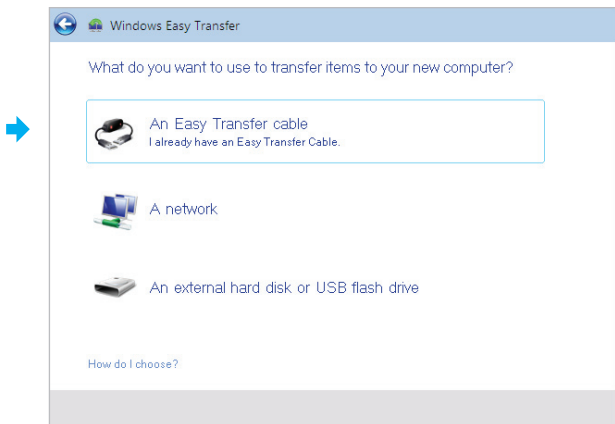 Windows Easy Transfer
What do you want to use to transfer items to your new computer?
An Easy Transfer cable
I already have an Easy Transfer Cable.
A network
An external hard disk or USB flash drive
How do I choose?